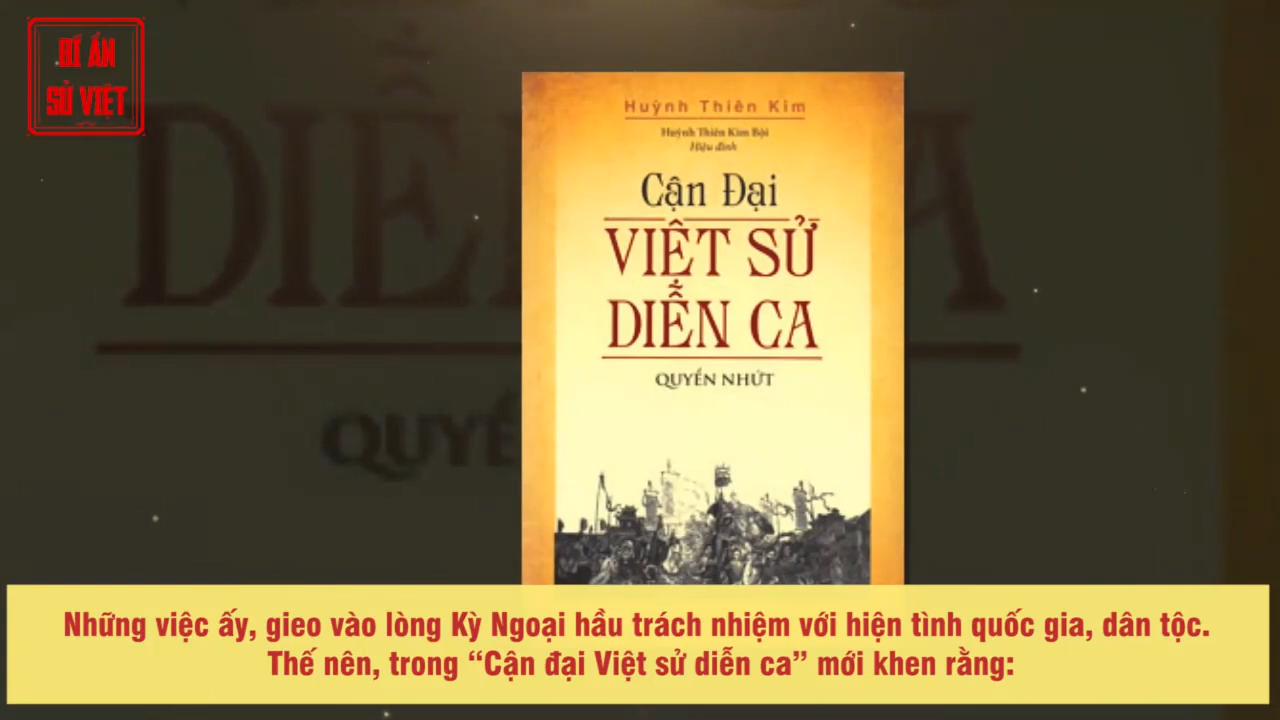 BÍ ẨN
SỬ VIỆT
Huỳnh Thiên Kim
Huỳnh Thiên Kim Bội
Hiệu đính
Cận Đại
VIỆT SỬ
DIỄN CA
QUYỂN NHỨT
Những việc ấy, gieo vào lòng Kỳ Ngoại hầu trách nhiệm với hiện tình quốc gia, dân tộc.
Thế nên, trong “Cận đại Việt sử diễn ca” mới khen rằng: